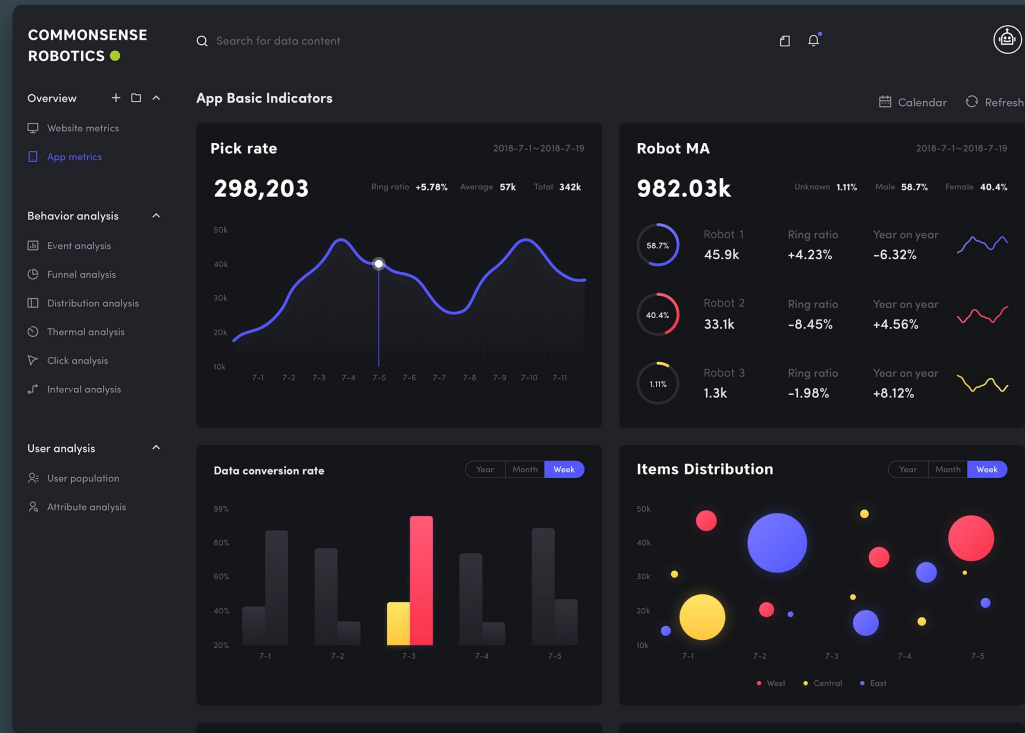 COMMONSENSE
ROBOTICS
Search for data content
Overview
Website metrics
App metrics
Behavior analysis
Event analysis
Funnel analysis
Distribution analysis
Thermal analysis
Click analysis
Interval analysis
User analysis
User population
Attribute analysis
App Basic Indicators
Calendar
Refresh
Pick rate
2018-7-1~2018-7-19
298,203
Ring ratio +5.78% Average 57k Total 342k
50k
40k
30k
20k
10k
7-1 7-2 7-3 7-4 7-5 7-6 7-7 7-8 7-9 7-10 7-11
Robot MA
2018-7-1~2018-7-19
982.03k
Unknown 1.11% Male 58.7% Female 40.4%
58.7%
Robot 1 Ring ratio Year on year
45.9k +4.23% -6.32%
40.4%
Robot 2 Ring ratio Year on year
33.1k -8.45% +4.56%
1.11%
Robot 3 Ring ratio Year on year
1.3k -1.98% +8.12%
Data conversion rate
Year Month Week
99%
80%
60%
40%
20%
7-1 7-2 7-3 7-4 7-5
Items Distribution
Year Month Week
50k
40k
30k
20k
10k
7-1 7-2 7-3 7-4 7-5
West Central East